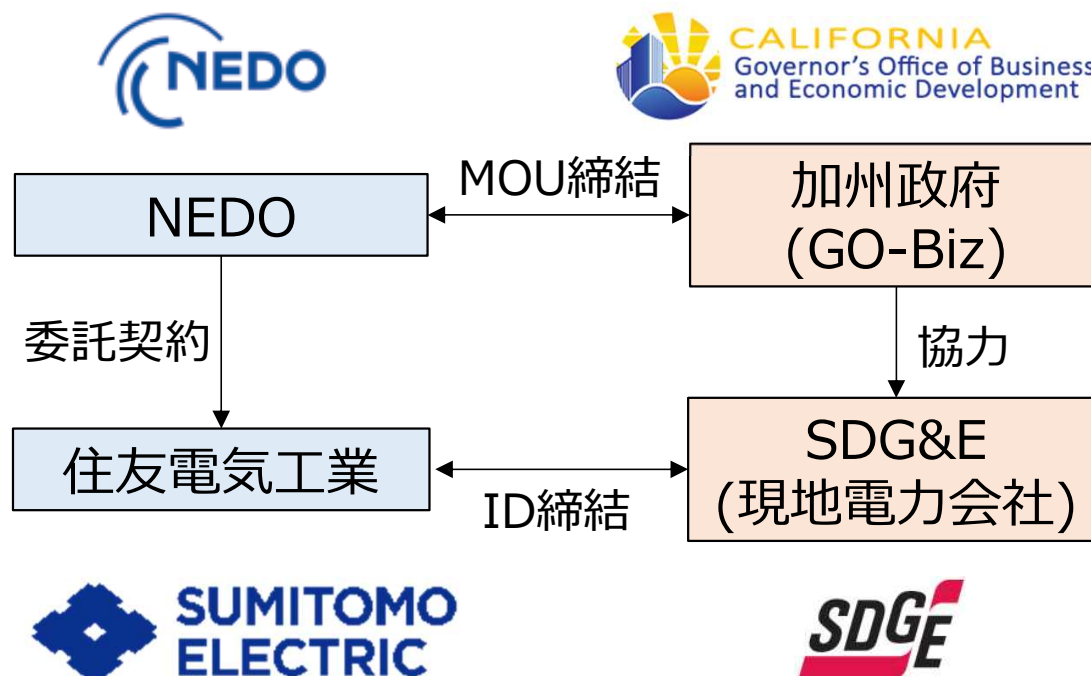 NEDO
CALIFORNIA
Governor's Office of Business
and Economic Development
NEDO
MOU締結
加州政府
(GO-Biz)
委託契約
協力
住友電気工業
ID締結
SDG&E
(現地電力会社)
SUMITOMO
ELECTRIC
SDGE